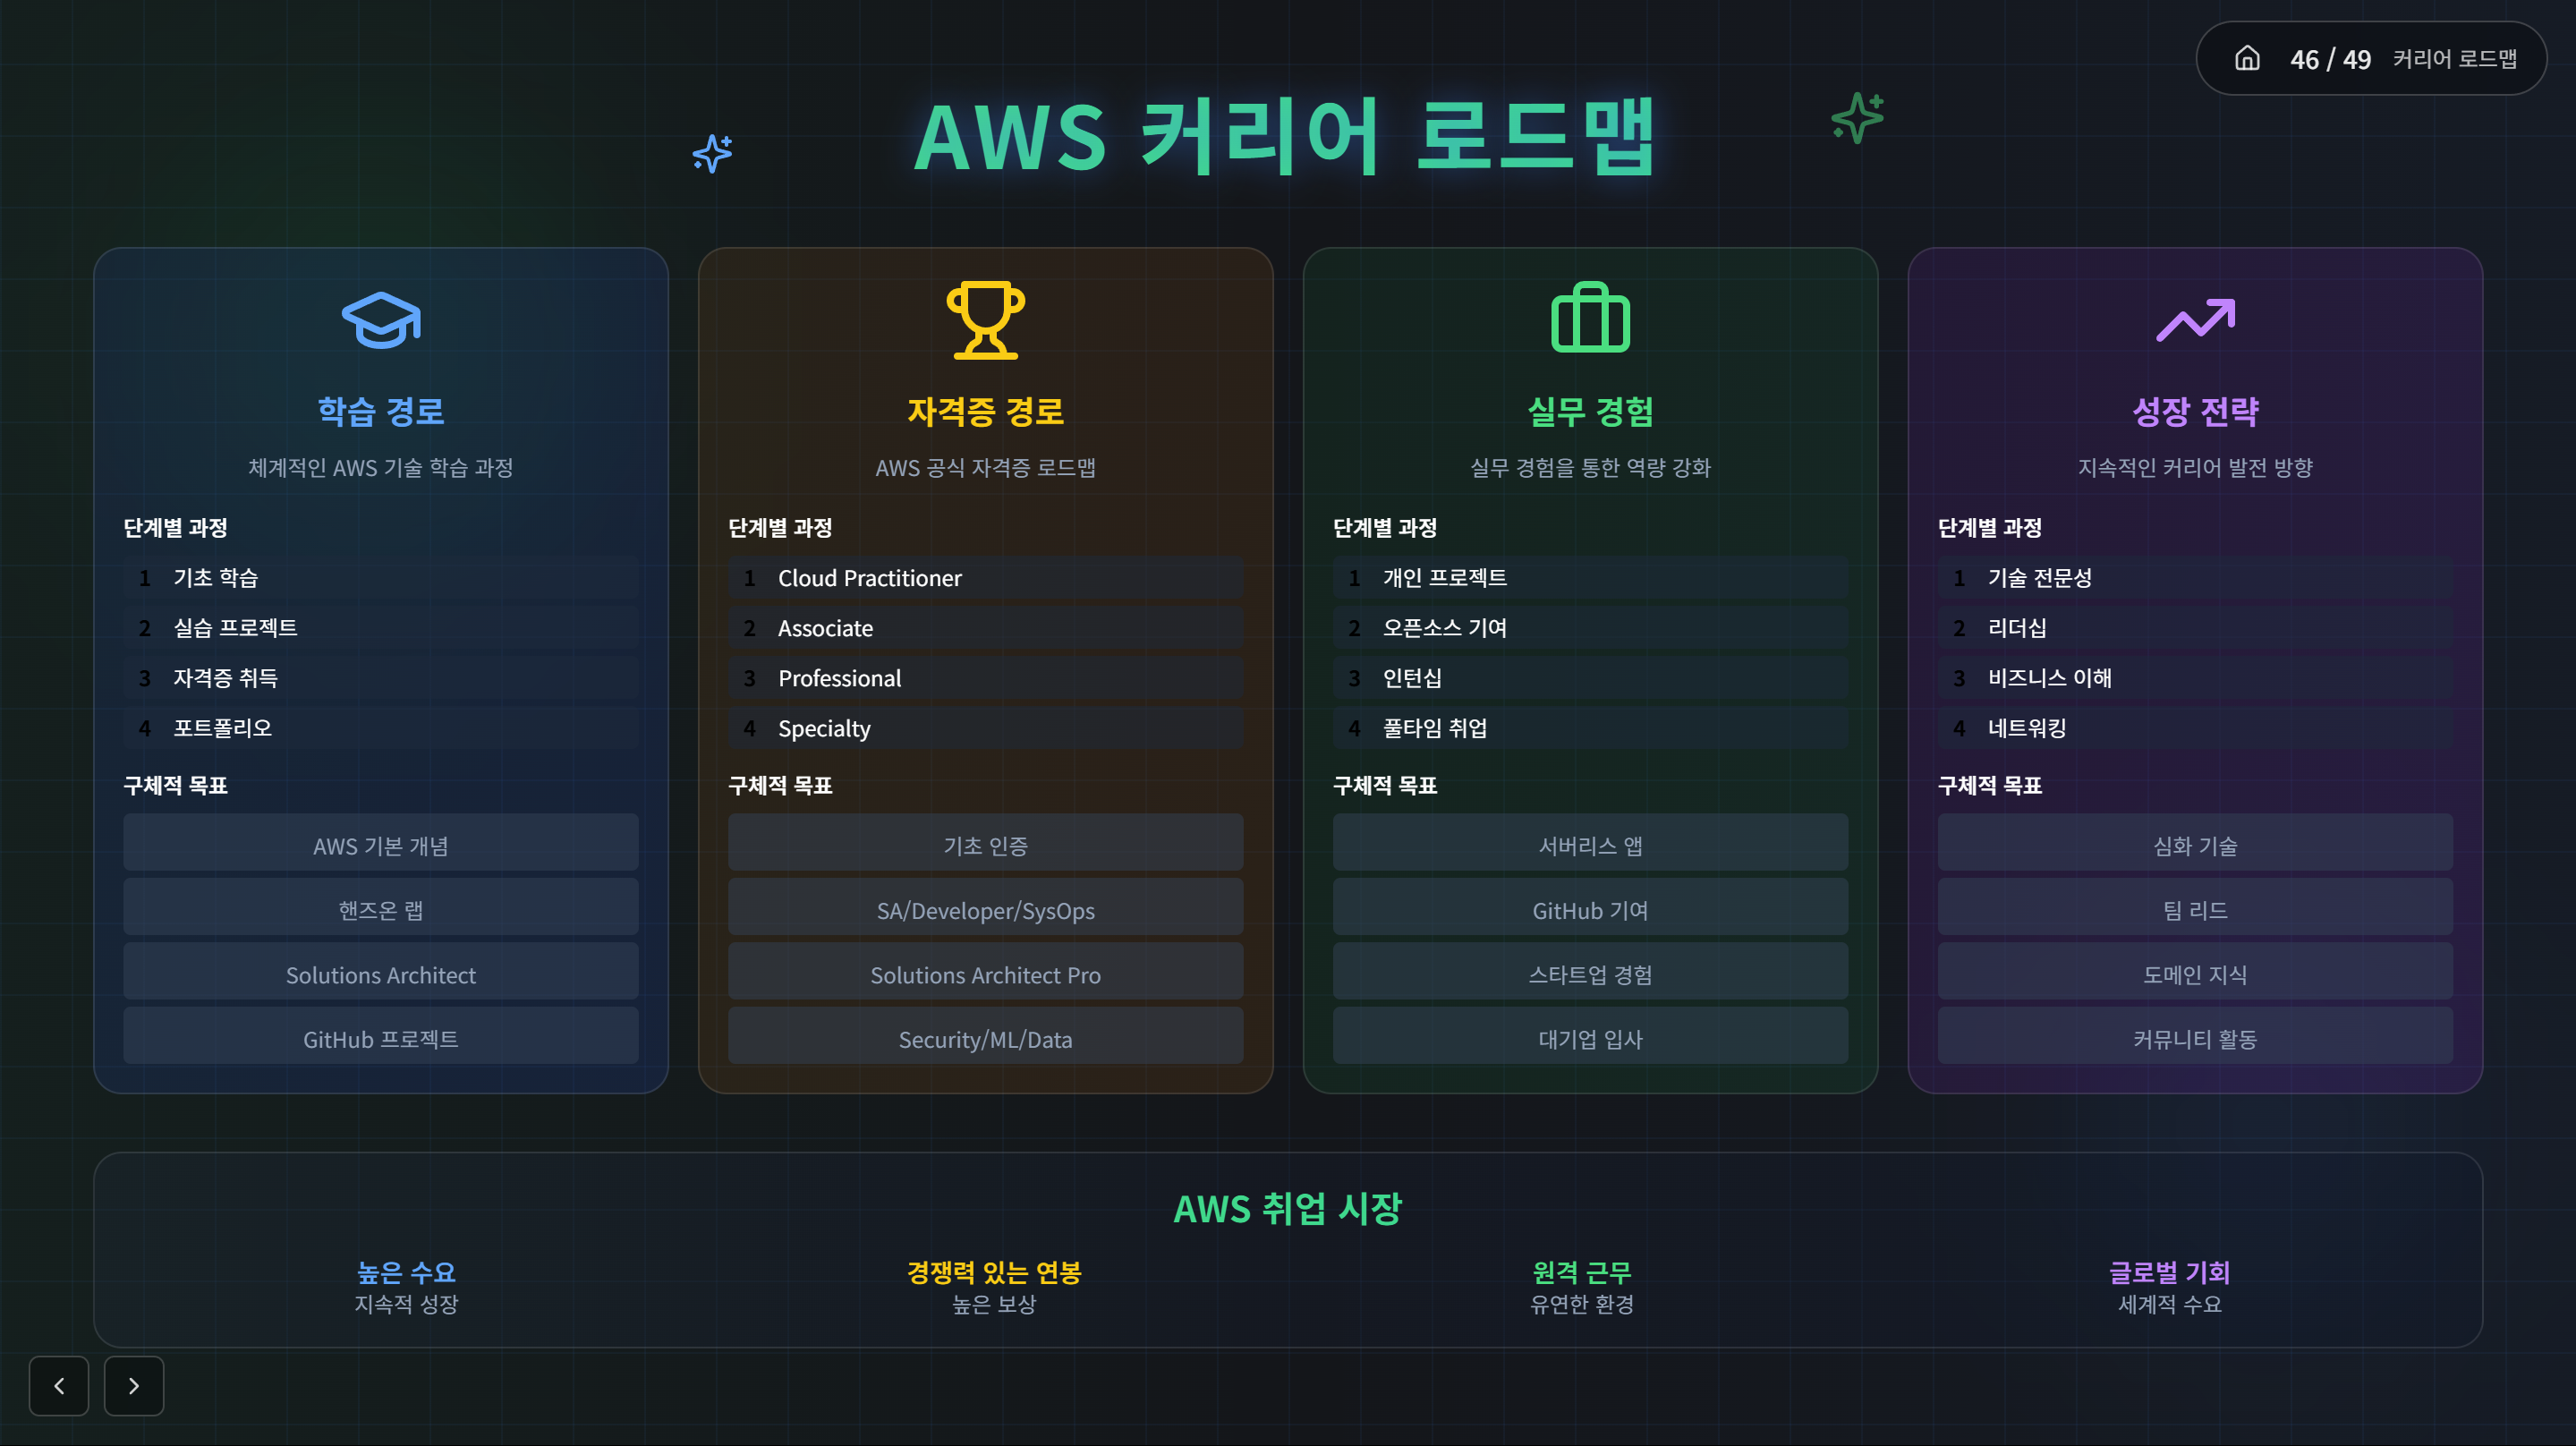 46 / 49 커리어 로드맵
AWS 커리어 로드맵
학습 경로
체계적인 AWS 기술 학습 과정
단계별 과정
1 기초 학습
2 실습 프로젝트
3 자격증 취득
4 포트폴리오
구체적 목표
AWS 기본 개념
핸즈온 랩
Solutions Architect
GitHub 프로젝트
자격증 경로
AWS 공식 자격증 로드맵
단계별 과정
1 Cloud Practitioner
2 Associate
3 Professional
4 Specialty
구체적 목표
기초 인증
SA/Developer/SysOps
Solutions Architect Pro
Security/ML/Data
실무 경험
실무 경험을 통한 역량 강화
단계별 과정
1 개인 프로젝트
2 오픈소스 기여
3 인턴십
4 풀타임 취업
구체적 목표
서버리스 앱
GitHub 기여
스타트업 경험
대기업 입사
성장 전략
지속적인 커리어 발전 방향
단계별 과정
1 기술 전문성
2 리더십
3 비즈니스 이해
4 네트워킹
구체적 목표
심화 기술
팀 리드
도메인 지식
커뮤니티 활동
AWS 취업 시장
높은 수요
지속적 성장
경쟁력 있는 연봉
높은 보상
원격 근무
유연한 환경
글로벌 기회
세계적 수요